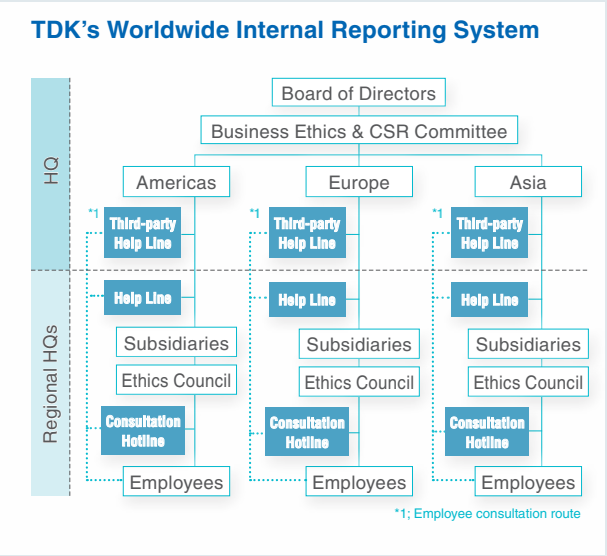 TDK’s Worldwide Internal Reporting System
HQ
Board of Directors
Business Ethics & CSR Committee
Americas
Europe
Asia
*1
Third-party
Help Line
*1
Third-party
Help Line
*1
Third-party
Help Line
Regional HQs
Help Line
Help Line
Help Line
Subsidiaries
Subsidiaries
Subsidiaries
Ethics Council
Ethics Council
Ethics Council
Consultation
Hotline
Consultation
Hotline
Consultation
Hotline
Employees
Employees
Employees
*1; Employee consultation route